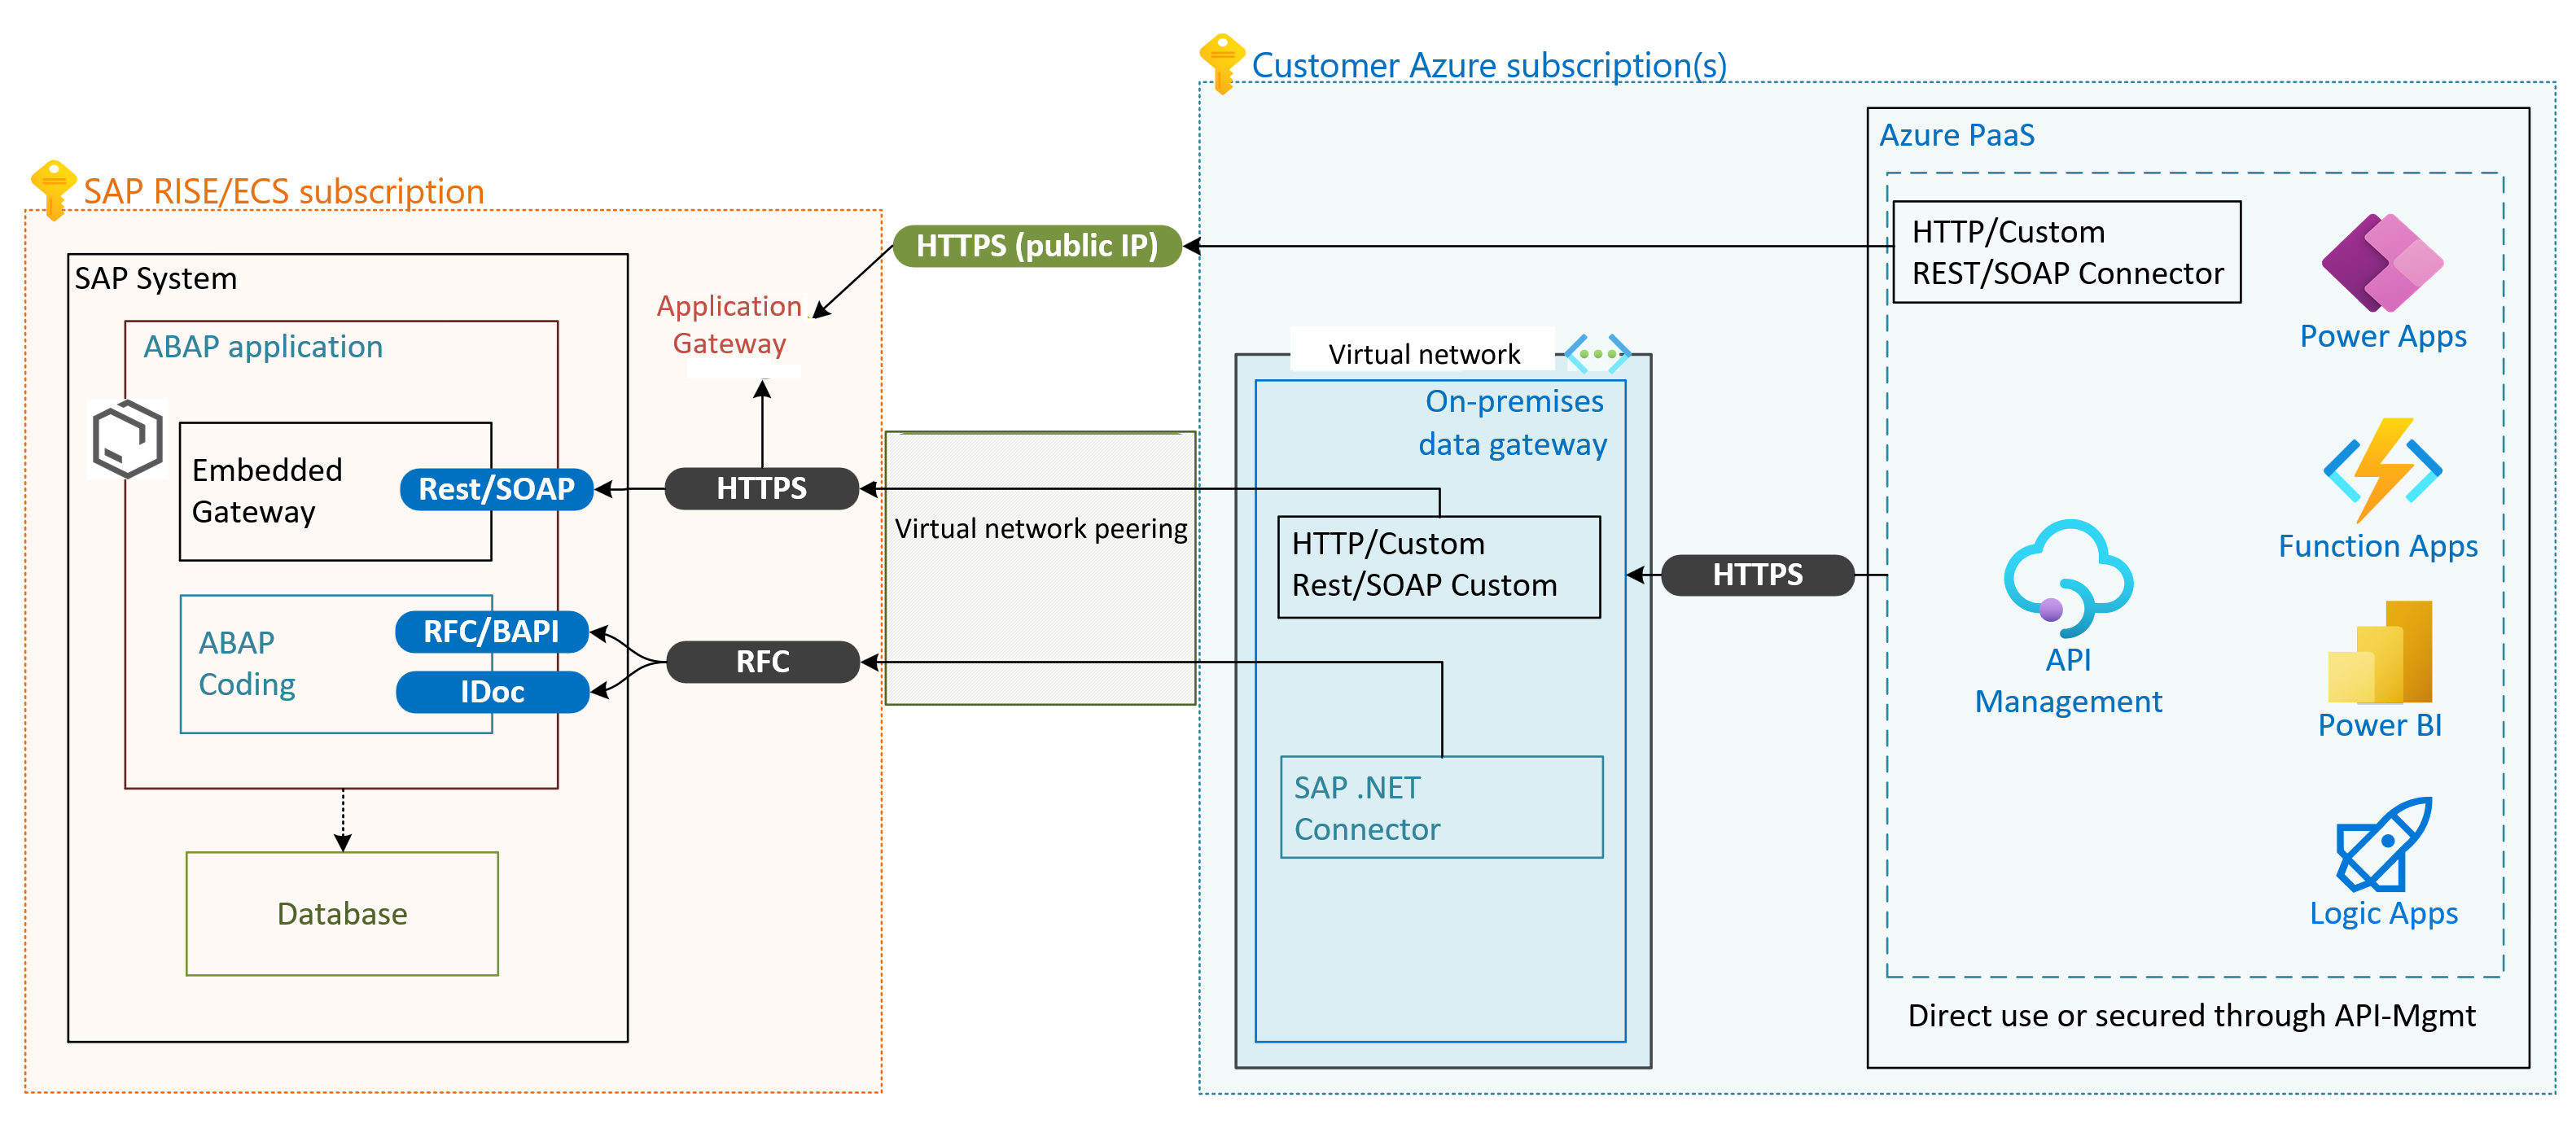 Customer Azure subscription(s)
SAP RISE/ECS subscription
SAP System
ABAP application
Embedded
Gateway
Rest/SOAP
ABAP
Coding
RFC/BAPI
IDoc
Database
Application
Gateway
HTTPS
RFC
HTTPS (public IP)
Virtual network peering
Virtual network
On-premises
data gateway
HTTP/Custom
Rest/SOAP Custom
SAP .NET
Connector
HTTPS
Azure PaaS
HTTP/Custom
REST/SOAP Connector
Power Apps
Function Apps
API
Management
Power BI
Logic Apps
Direct use or secured through API-Mgmt